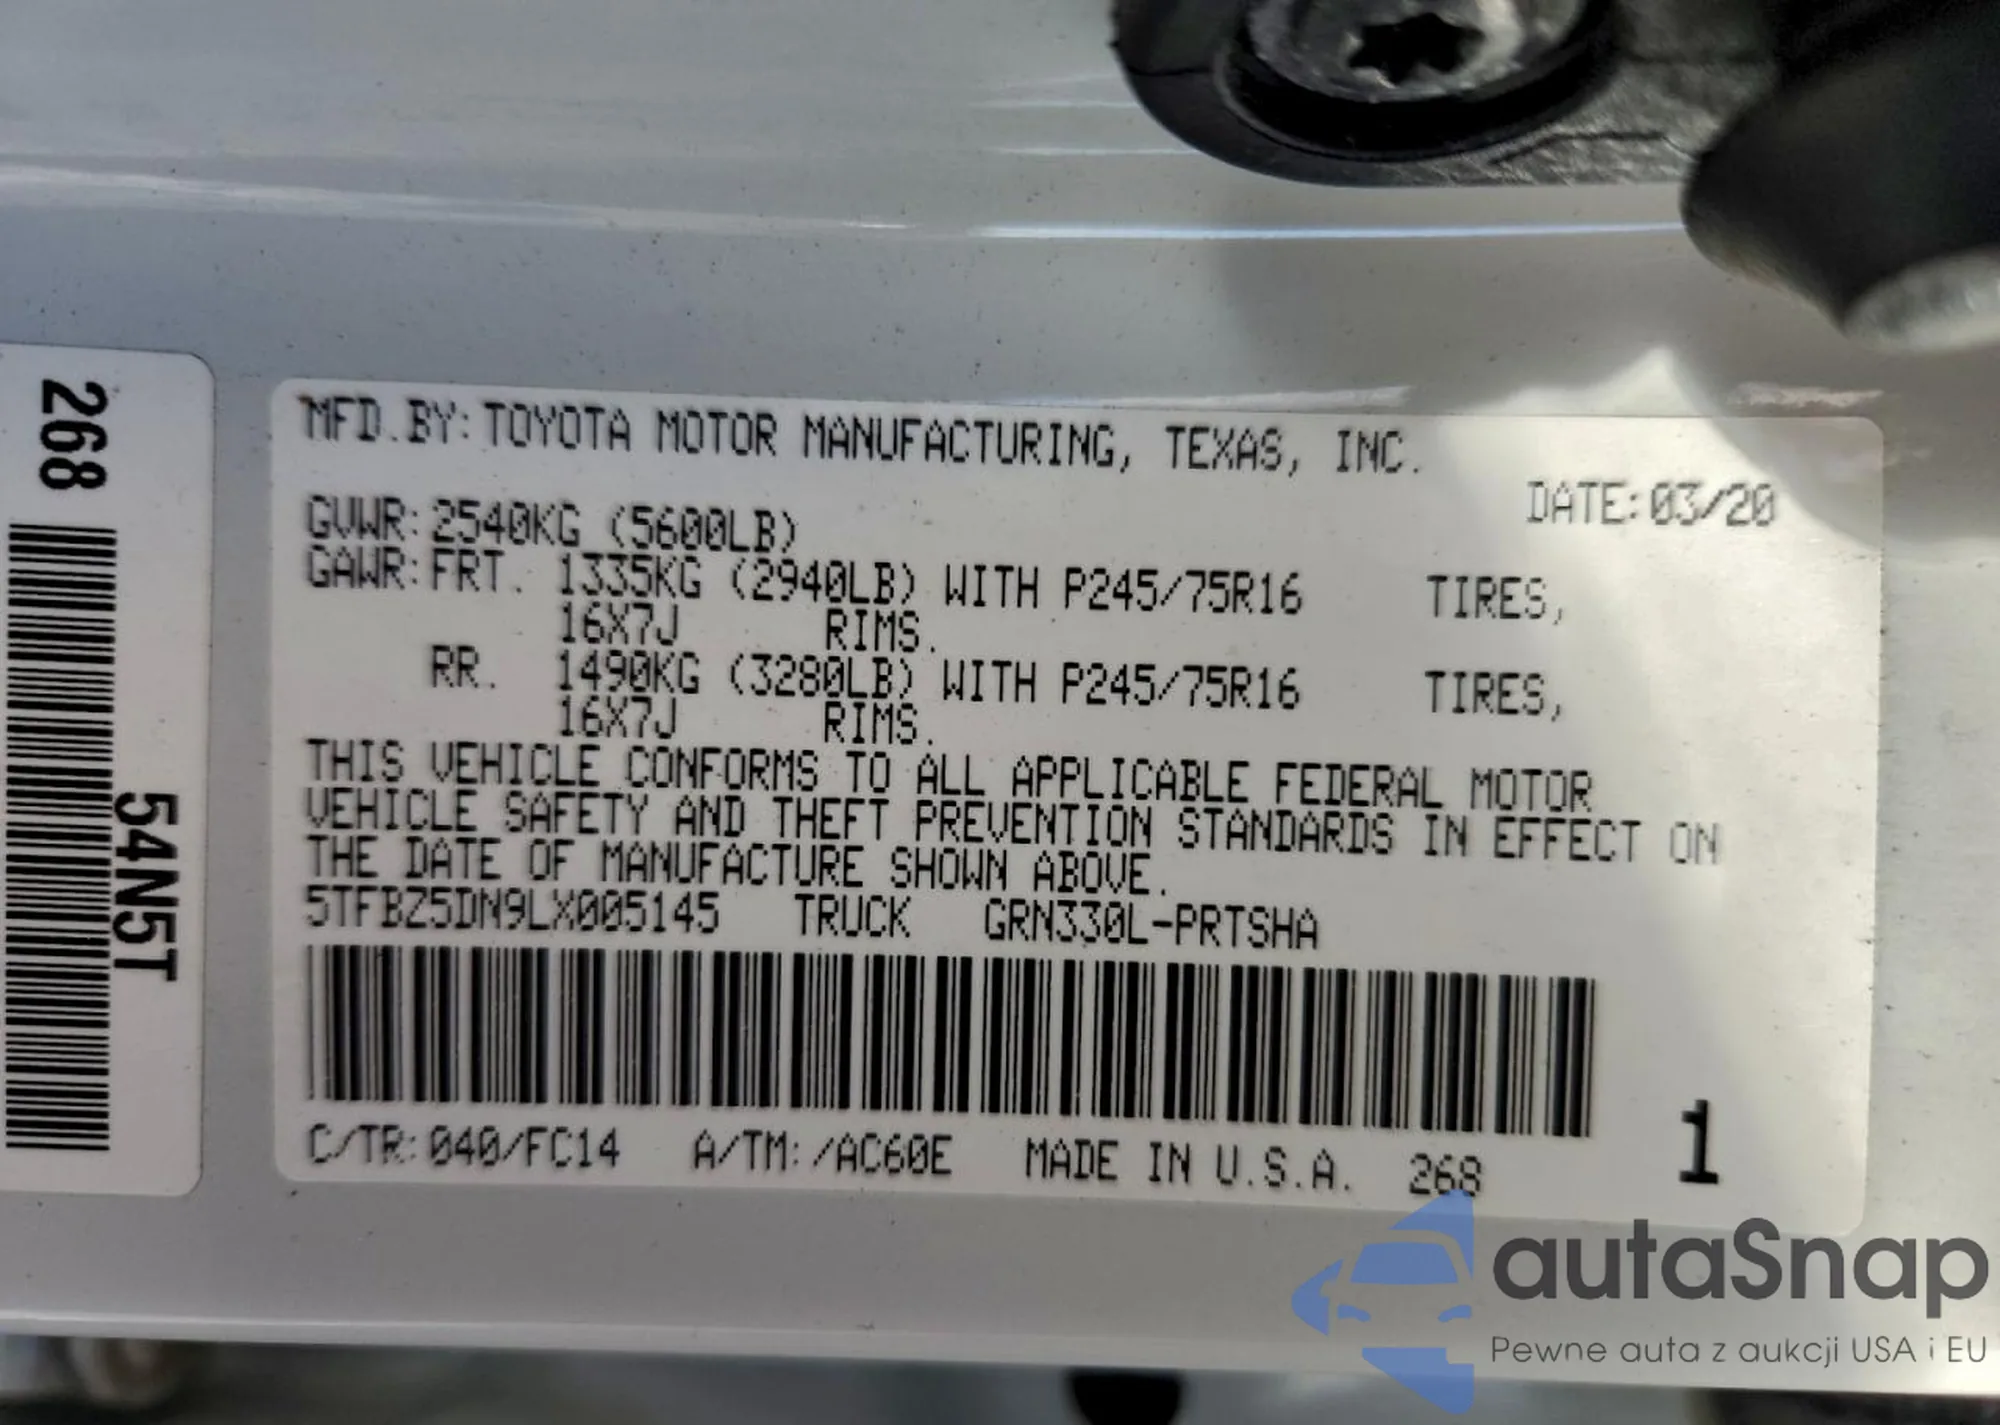 268
54N5T
MFD.BY:TOYOTA MOTOR MANUFACTURING, TEXAS, INC.
DATE:03/20
GVWR:2540KG (5600LB)
GAWR:FRT. 1335KG (2940LB) WITH P245/75R16 TIRES,
16X7J RIMS.
RR. 1490KG (3280LB) WITH P245/75R16 TIRES,
16X7J RIMS.
THIS VEHICLE CONFORMS TO ALL APPLICABLE FEDERAL MOTOR
VEHICLE SAFETY AND THEFT PREVENTION STANDARDS IN EFFECT ON
THE DATE OF MANUFACTURE SHOWN ABOVE.
5TFBZ5DN9LX005145 TRUCK GRN330L-PRTSHA
C/TR:040/FC14 A/TM:/AC60E MADE IN U.S.A. 268
1
autaSnap
Pewne auta z aukcji USA i EU